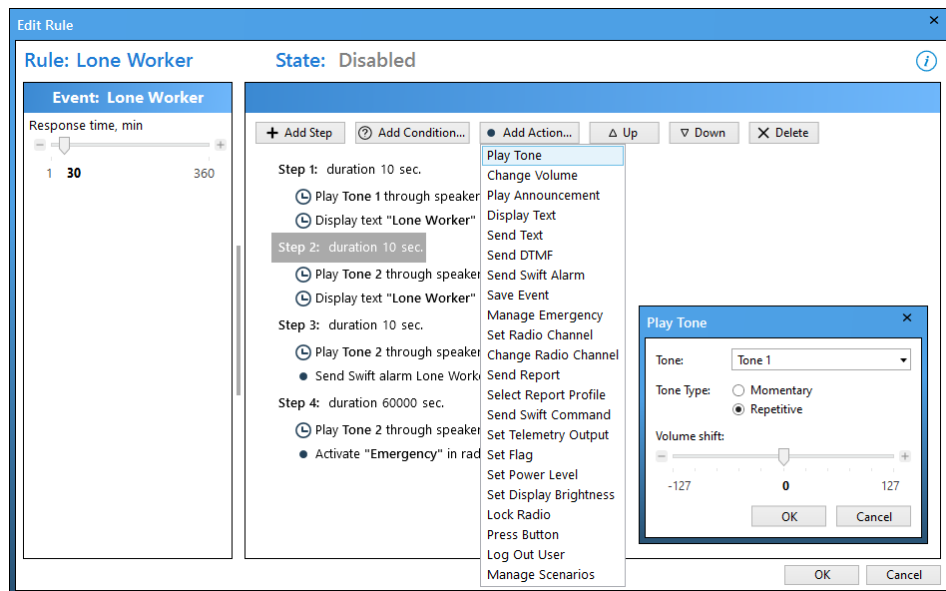 Edit Rule
Rule: Lone Worker
State: Disabled
Event: Lone Worker
Response time, min
1 30 360
Add Step
Add Condition...
Add Action...
Up
Down
Delete
Step 1: duration 10 sec.
Play Tone 1 through speaker
Display text "Lone Worker"
Step 2: duration 10 sec.
Play Tone 2 through speaker
Display text "Lone Worker"
Step 3: duration 10 sec.
Play Tone 2 through speaker
Send Swift alarm Lone Work
Step 4: duration 60000 sec.
Play Tone 2 through speaker
Activate "Emergency" in rad
Play Tone
Change Volume
Play Announcement
Display Text
Send Text
Send DTMF
Send Swift Alarm
Save Event
Manage Emergency
Set Radio Channel
Change Radio Channel
Send Report
Select Report Profile
Send Swift Command
Set Telemetry Output
Set Flag
Set Power Level
Set Display Brightness
Lock Radio
Press Button
Log Out User
Manage Scenarios
Play Tone
Tone: Tone 1
Tone Type: Momentary
Repetitive
Volume shift:
-127 0 127
OK Cancel
OK Cancel